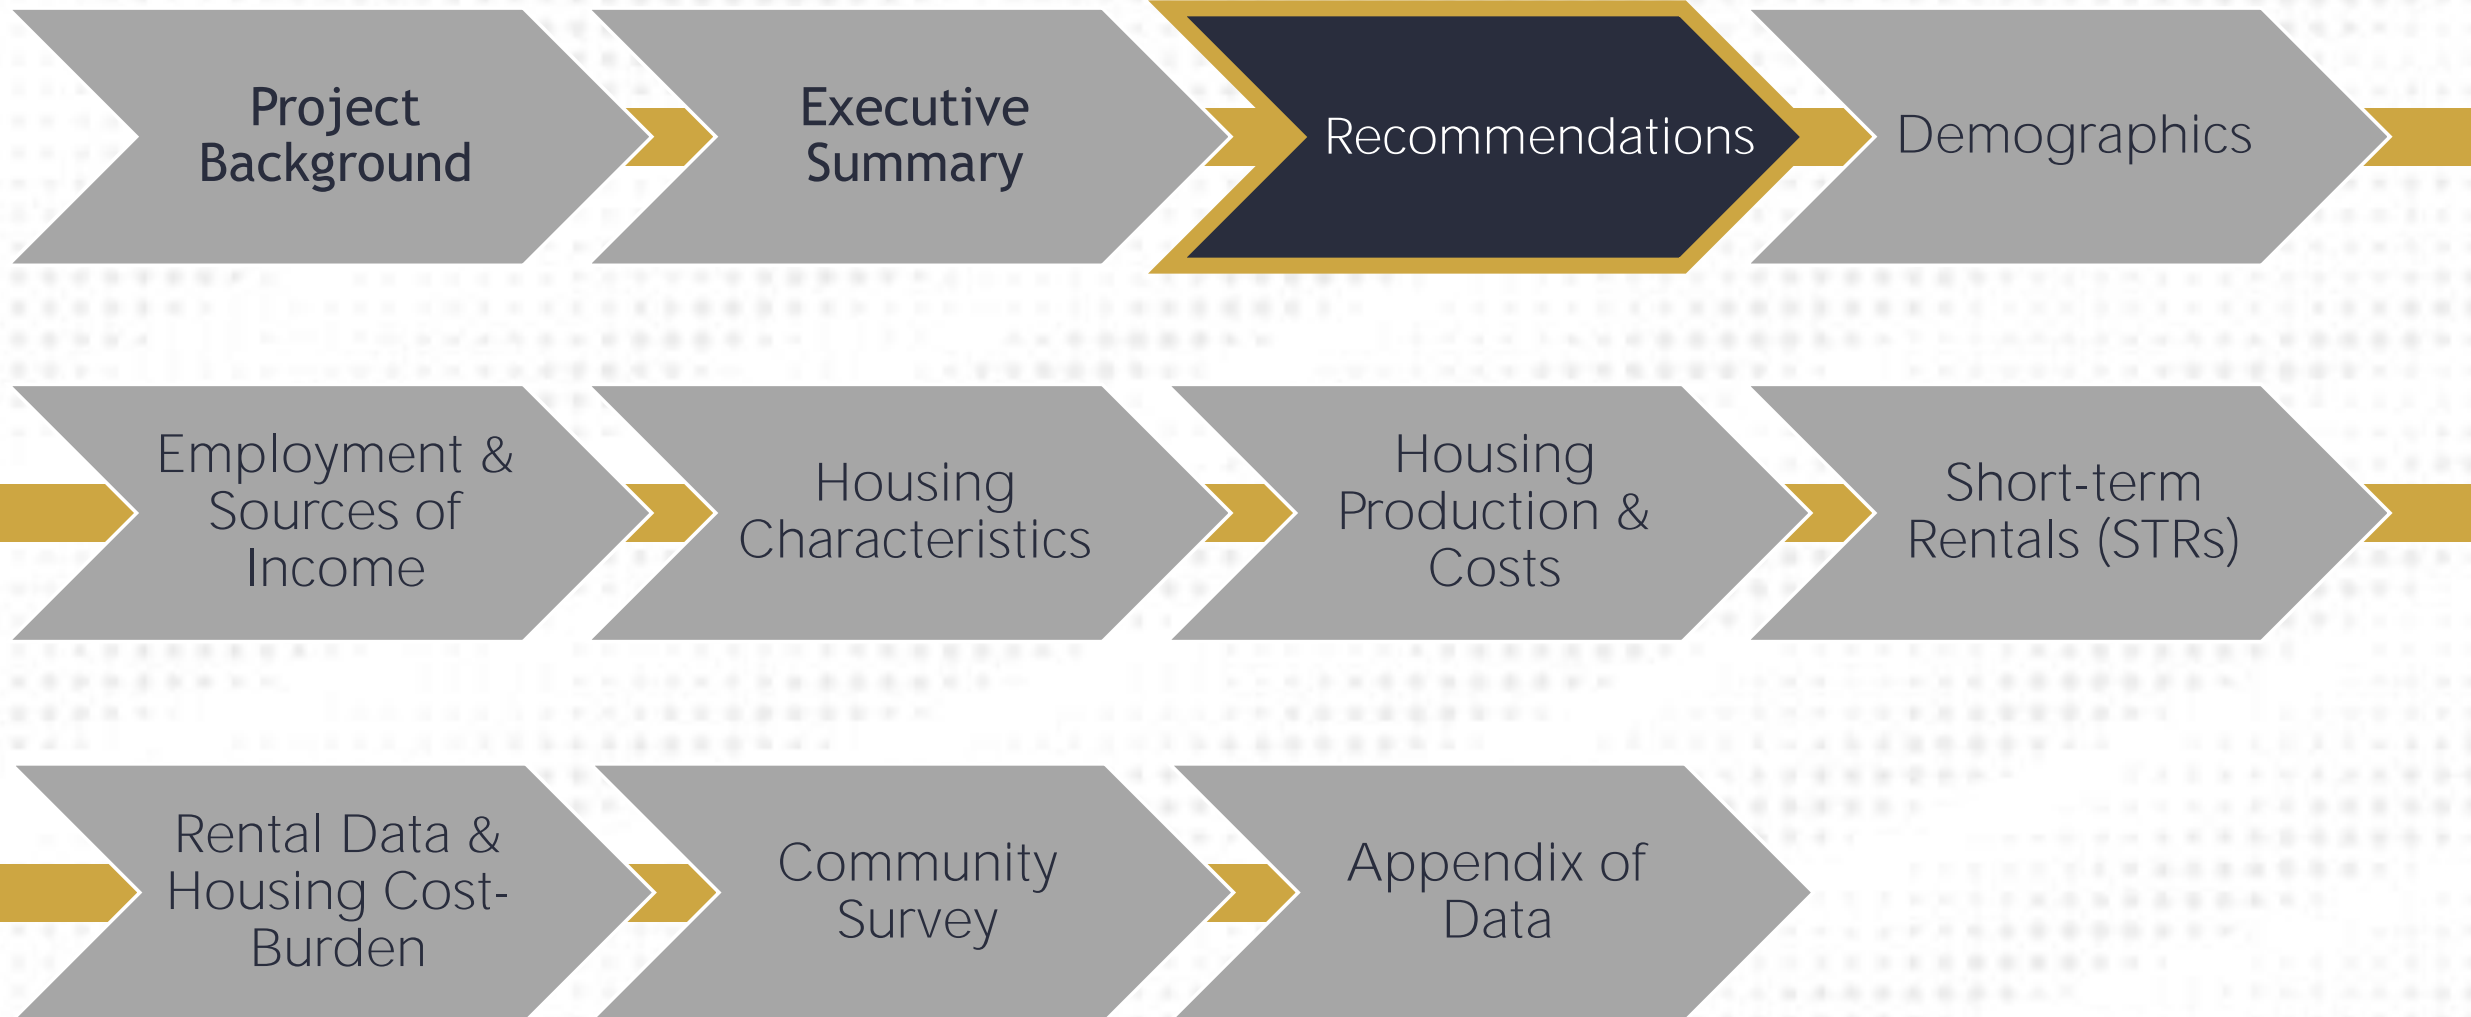 Project
Background
Executive
Summary
Recommendations
Demographics
Employment &
Sources of
Income
Housing
Characteristics
Housing
Production &
Costs
Short-term
Rentals (STRs)
Rental Data &
Housing Cost-
Burden
Community
Survey
Appendix of
Data